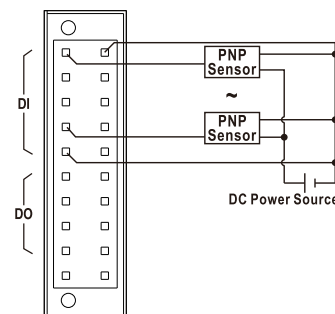 PNP
Sensor
DI
~
PNP
Sensor
DO
DC Power Source